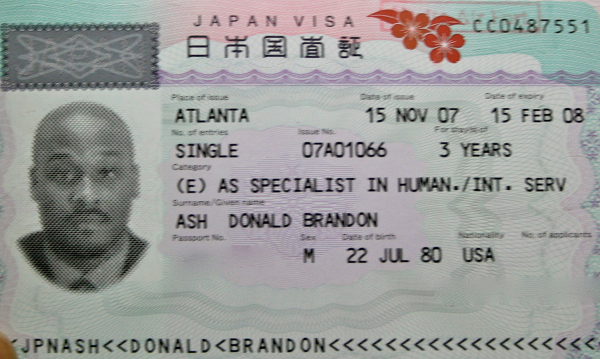 JAPAN VISA
CC0487551
日本国査証
Place of issue Date of issue Date of expiry
ATLANTA 15 NOV 07 15 FEB 08
No. of entries Issue No. For stay(s) of
SINGLE 07A01066 3 YEARS
Category
(E) AS SPECIALIST IN HUMAN./INT. SERV
Surname/Given name
ASH DONALD BRANDON
Passport No. Sex Date of birth Nationality No. of applicants
M 22 JUL 80 USA
<JPNASH<<DONALD<BRANDON<<<<<<<<<<<<<<<<<<<<<